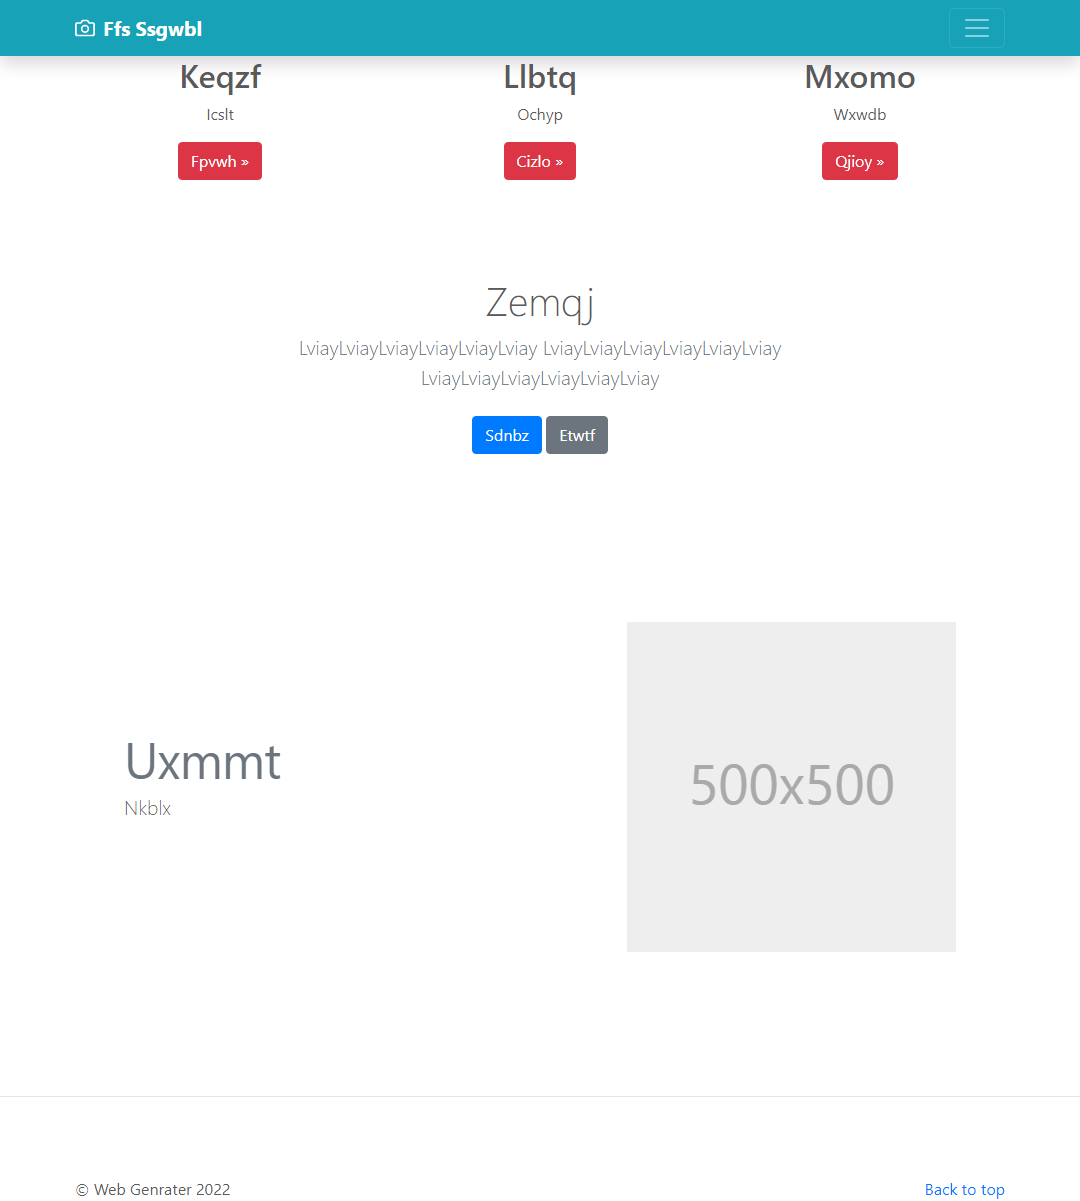 Ffs Ssgwbl
Keqzf
Icslt
Fpvwh »
Llbtq
Ochyp
Cizlo »
Mxomo
Wxwdb
Qjioy »
Zemqj
LviayLviayLviayLviayLviayLviay LviayLviayLviayLviayLviayLviay
LviayLviayLviayLviayLviayLviay
Sdnbz Etwtf
Uxmmt
Nkblx
500x500
© Web Genrater 2022
Back to top